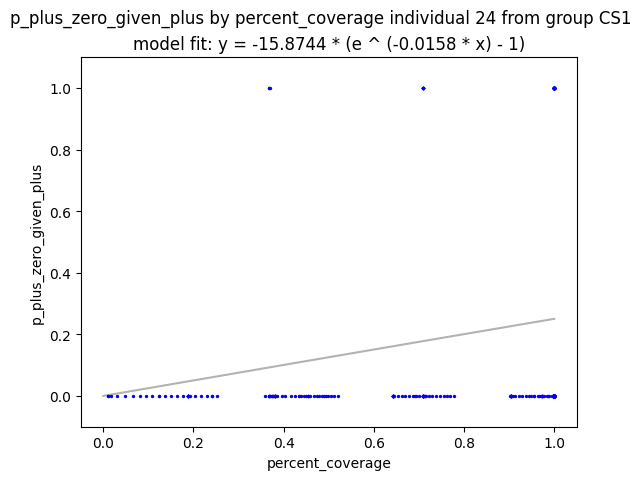 p_plus_zero_given_plus by percent_coverage individual 24 from group CS1
model fit: y = -15.8744 * (e ^ (-0.0158 * x) - 1)
1.0
0.8
0.6
0.4
0.2
0.0
p_plus_zero_given_plus
0.0 0.2 0.4 0.6 0.8 1.0
percent_coverage